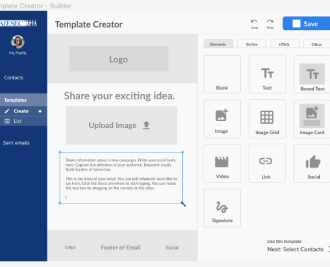 Template Creator - Builder
My Profile
Contacts
Templates
Create
List
Sent emails
Template Creator
Undo
Redo
Save
Logo
Share your exciting idea.
Upload Image
Share information about a new campaign. Write your email body
here. Capture the attention of your audience. Empower youth.
Build leaders of tomorrow.
This is the body of your email. You can edit
see here. Click the block anywhere to start typing. You can resize
the text box by dragging on the corners or the sides.
Logo
Footer of Email
Social
Elements
Styles
HTML
Other
Blank
Text
Boxed Text
Image
Image Grid
Image Card
Video
Link
Social
Signature
Use this template
Next: Select Contacts